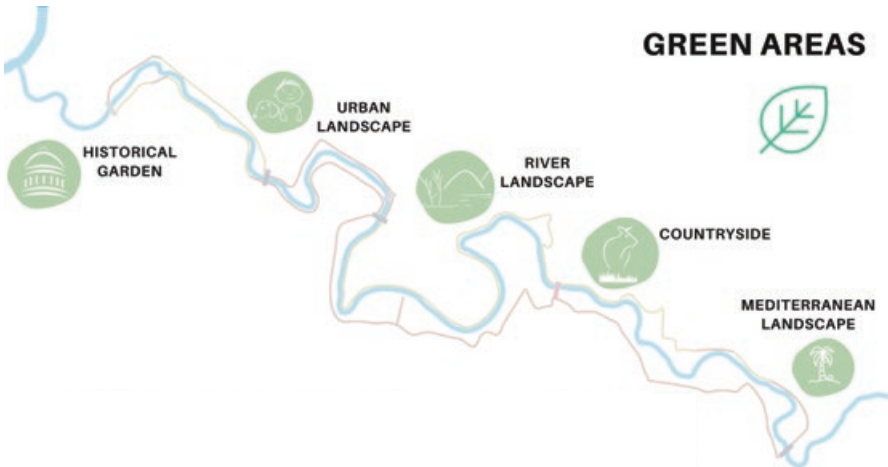 GREEN AREAS
URBAN
LANDSCAPE
HISTORICAL
GARDEN
RIVER
LANDSCAPE
COUNTRYSIDE
MEDITERRANEAN
LANDSCAPE